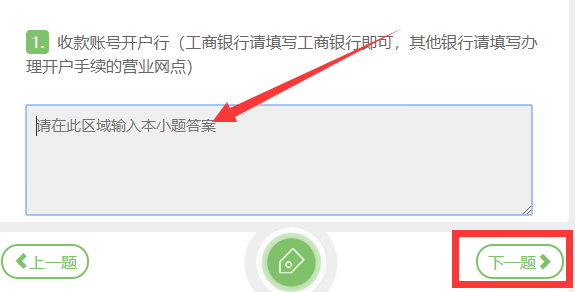 1. 收款账号开户行（工商银行请填写工商银行即可，其他银行请填写办
理开户手续的营业网点）
请在此区域输入本小题答案
上一题 下一题